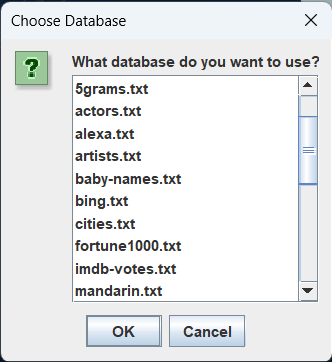 Choose Database
What database do you want to use?
5grams.txt
actors.txt
alexa.txt
artists.txt
baby-names.txt
bing.txt
cities.txt
fortune1000.txt
imdb-votes.txt
mandarin.txt
OK
Cancel